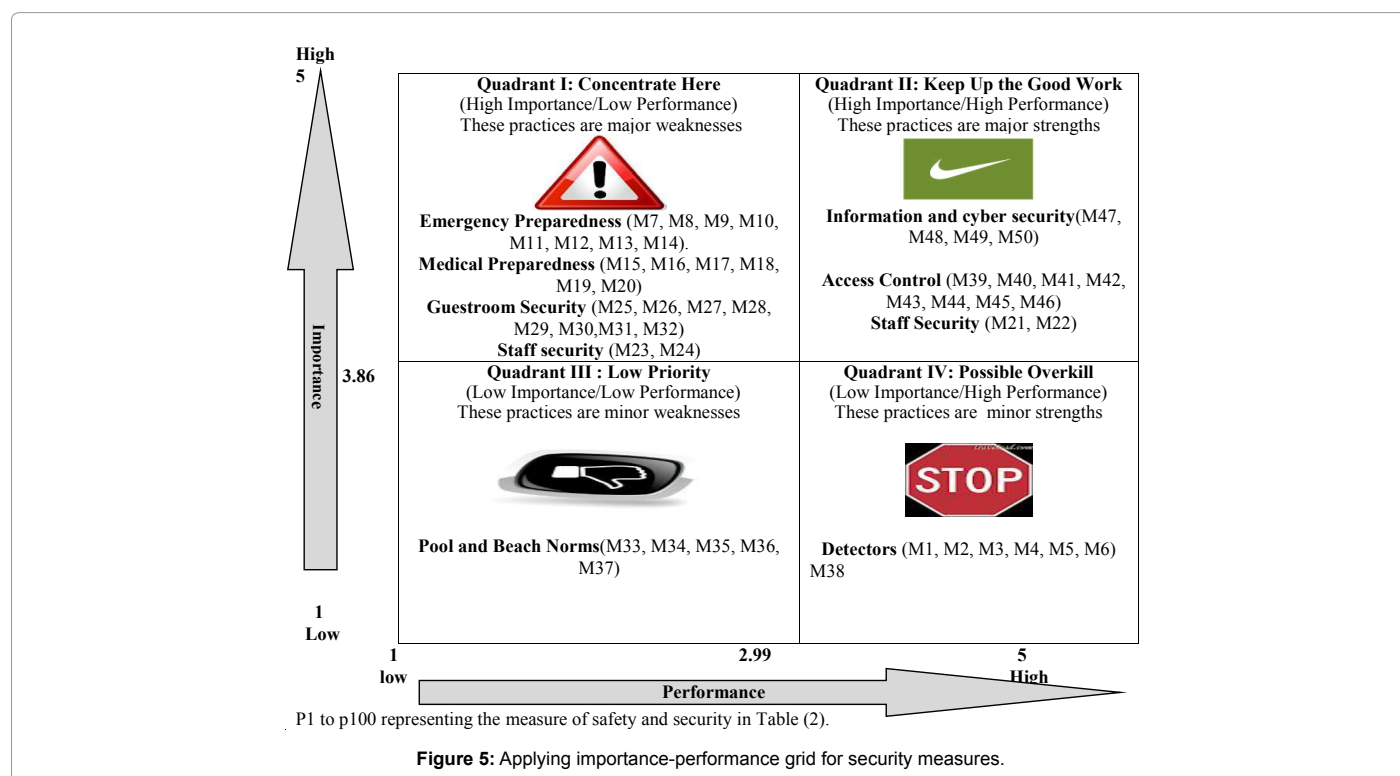 High
5
Quadrant I: Concentrate Here
(High Importance/Low Performance)
These practices are major weaknesses
Emergency Preparedness (M7, M8, M9, M10,
M11, M12, M13, M14).
Medical Preparedness (M15, M16, M17, M18,
M19, M20)
Guestroom Security (M25, M26, M27, M28,
M29, M30,M31, M32)
Staff security (M23, M24)
Quadrant II: Keep Up the Good Work
(High Importance/High Performance)
These practices are major strengths
Information and cyber security(M47,
M48, M49, M50)
Access Control (M39, M40, M41, M42,
M43, M44, M45, M46)
Staff Security (M21, M22)
Importance
3.86
Quadrant III : Low Priority
(Low Importance/Low Performance)
These practices are minor weaknesses
Pool and Beach Norms(M33, M34, M35, M36,
M37)
Quadrant IV: Possible Overkill
(Low Importance/High Performance)
These practices are minor strengths
STOP
Detectors (M1, M2, M3, M4, M5, M6)
M38
1
Low
1
low
2.99
5
High
Performance
P1 to p100 representing the measure of safety and security in Table (2).
Figure 5: Applying importance-performance grid for security measures.